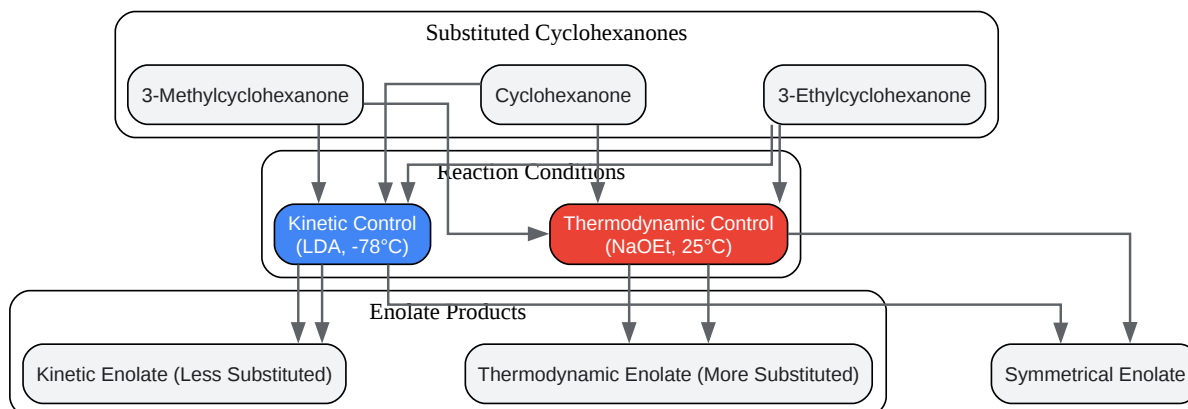 Substituted Cyclohexanones
3-Methylcyclohexanone
Cyclohexanone
3-Ethylcyclohexanone
Reaction Conditions
Kinetic Control
(LDA, -78°C)
Thermodynamic Control
(NaOEt, 25°C)
Enolate Products
Kinetic Enolate (Less Substituted)
Thermodynamic Enolate (More Substituted)
Symmetrical Enolate